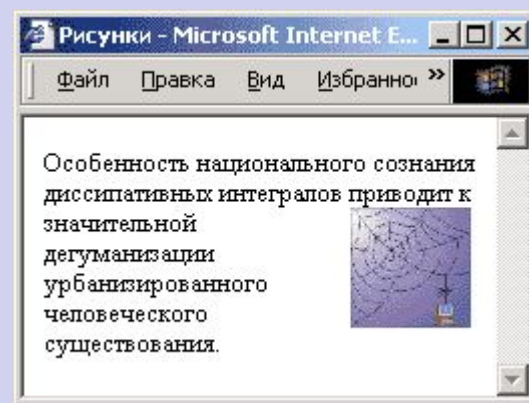 Рисунки - Microsoft Internet E...
Файл Правка Вид Избранно »
Особенность национального сознания
диссипативных интегралов приводит к
значительной
дегуманизации
урбанизированного
человеческого
существования.